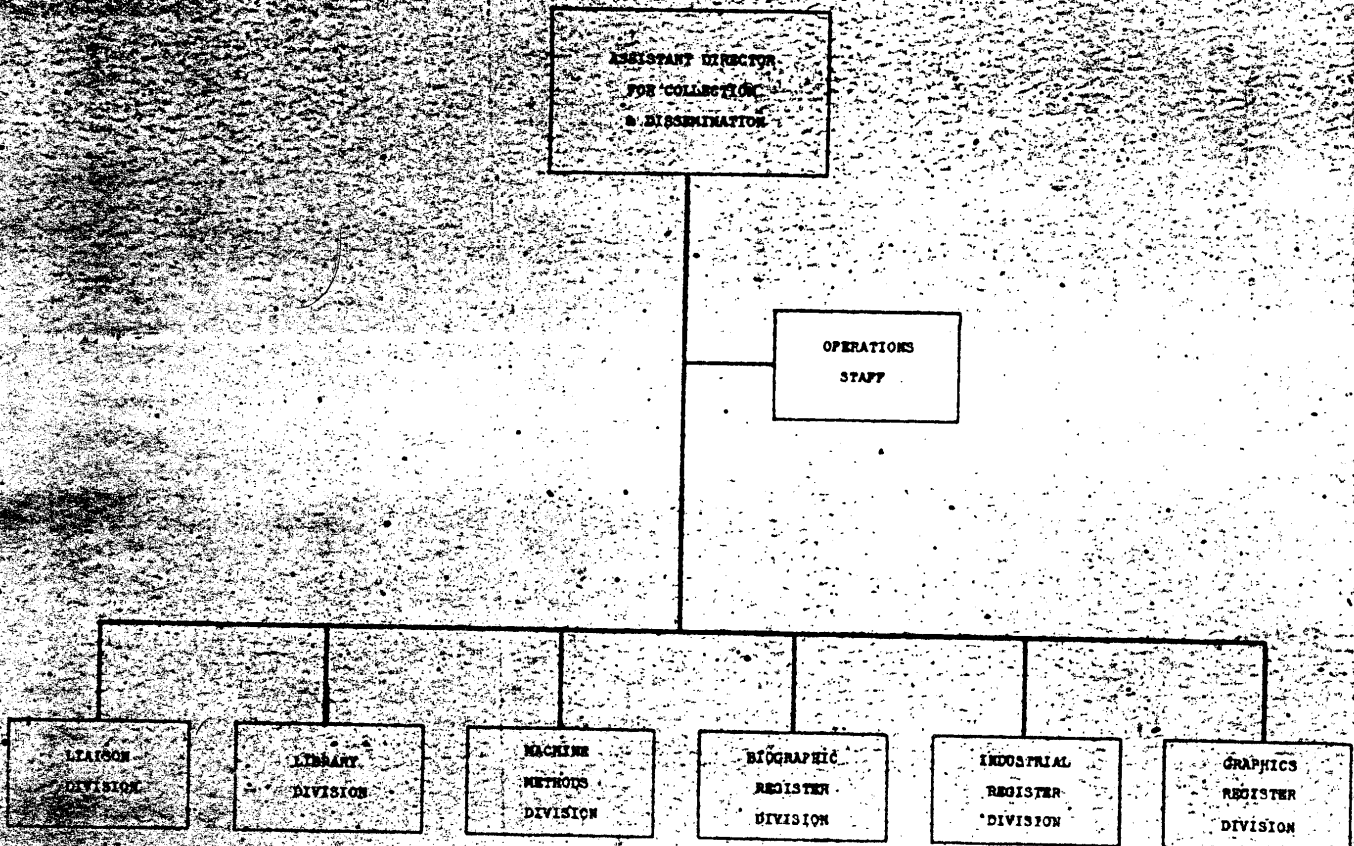 ASSISTANT DIRECTOR
FOR COLLECTION
& DISSEMINATION
OPERATIONS
STAFF
LIAISON
DIVISION
LIBRARY
DIVISION
MACHINE
METHODS
DIVISION
BIOGRAPHIC
REGISTER
DIVISION
INDUSTRIAL
REGISTER
DIVISION
GRAPHICS
REGISTER
DIVISION